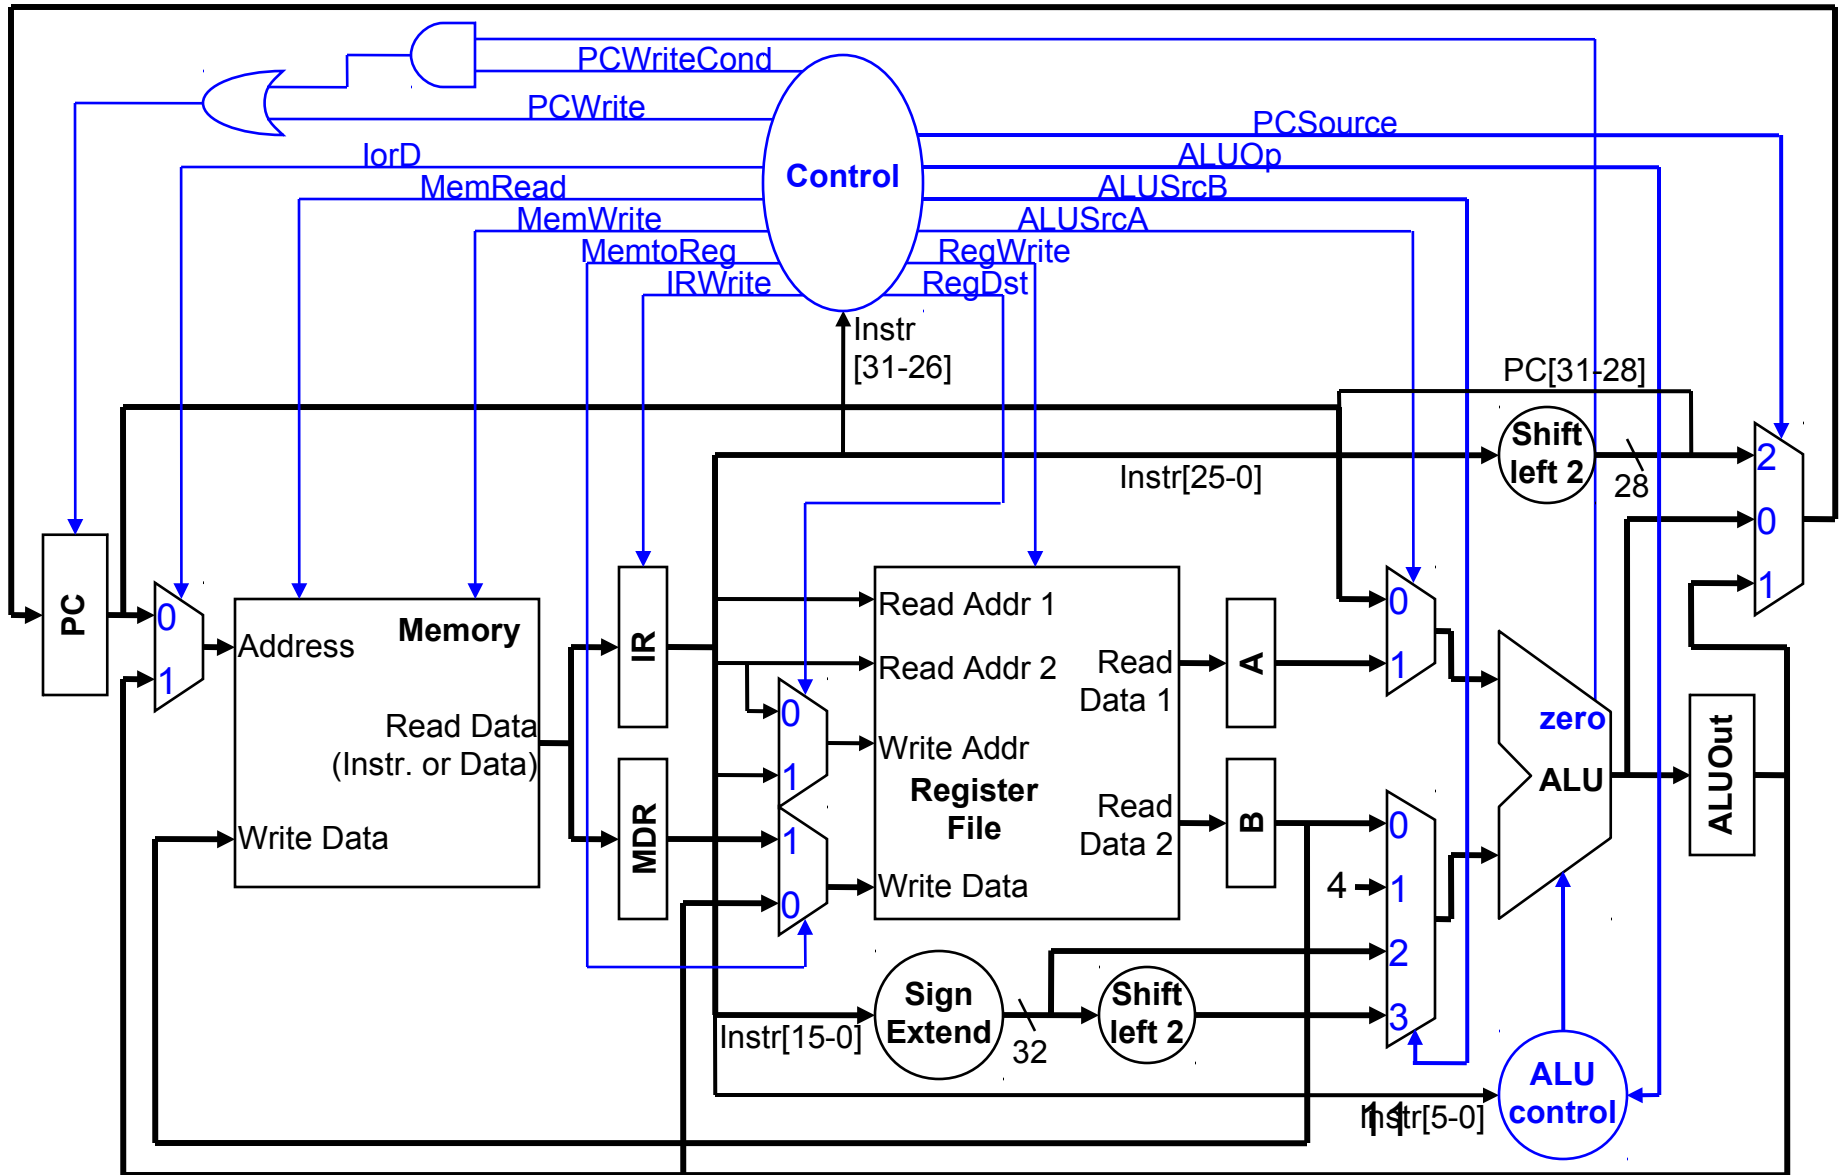 PCWriteCond
PCWrite
PCSource
IorD
ALUOp
Control
MemRead
ALUSrcB
MemWrite
ALUSrcA
MemtoReg
RegWrite
IRWrite
RegDst
Instr
[31-26]
PC[31-28]
Shift
left 2
Instr[25-0]
28
2
0
1
PC
0
1
Address
Memory
Read Data
(Instr. or Data)
Write Data
IR
MDR
0
1
1
0
Read Addr 1
Read Addr 2
Write Addr
Register
File
Write Data
Read
Data 1
Read
Data 2
A
B
0
1
0
4
1
2
3
zero
ALU
ALUOut
Sign
Extend
Instr[15-0]
32
Shift
left 2
ALU
control
Instr[5-0]
11